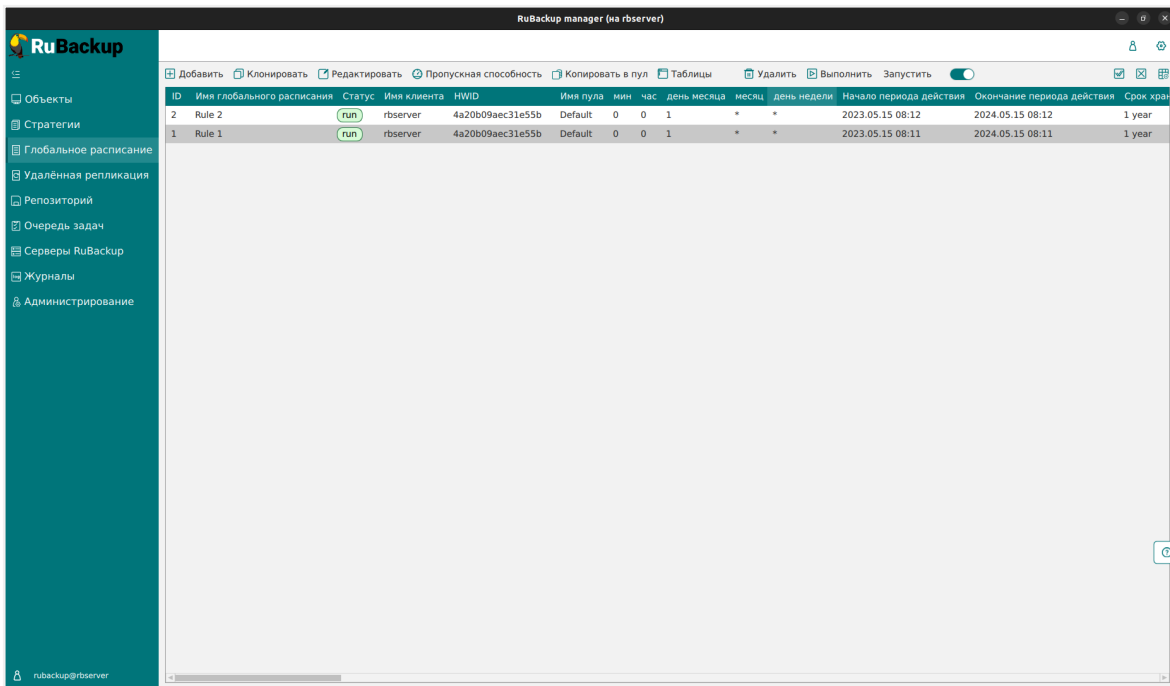 RuBackup manager (на rbserver)
RuBackup
Добавить Клонировать Редактировать Пропускная способность Копировать в пул Таблицы Удалить Выполнить Запустить
Объекты
Стратегии
Глобальное расписание
Удалённая репликация
Репозиторий
Очередь задач
Серверы RuBackup
Журналы
Администрирование
ID Имя глобального расписания Статус Имя клиента HWID Имя пула мин час день месяца месяц день недели Начало периода действия Окончание периода действия Срок хран
2 Rule 2 run rbserver 4a20b09aec31e55b Default 0 0 1 * * 2023.05.15 08:12 2024.05.15 08:12 1 year
1 Rule 1 run rbserver 4a20b09aec31e55b Default 0 0 1 * * 2023.05.15 08:11 2024.05.15 08:11 1 year
rubackup@rbserver